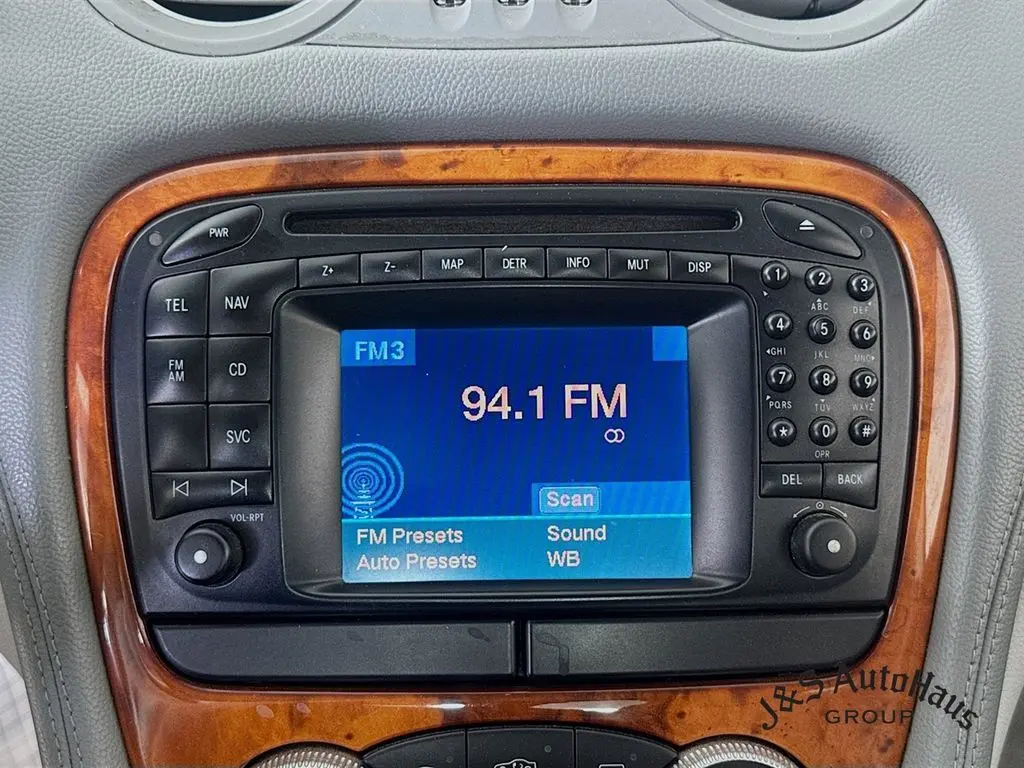 PWR
Z+ Z- MAP DETR INFO MUT DISP
TEL NAV
FM AM
CD
SVC
VOL-RPT
FM3
94.1 FM
Scan
FM Presets Sound
Auto Presets WB
1 2 3
ABC DEF
4 5 6
GHI JKL MNO
7 8 9
PQRS TUV WXYZ
* 0 #
OPR
DEL BACK
J&S AutoHaus
GROUP